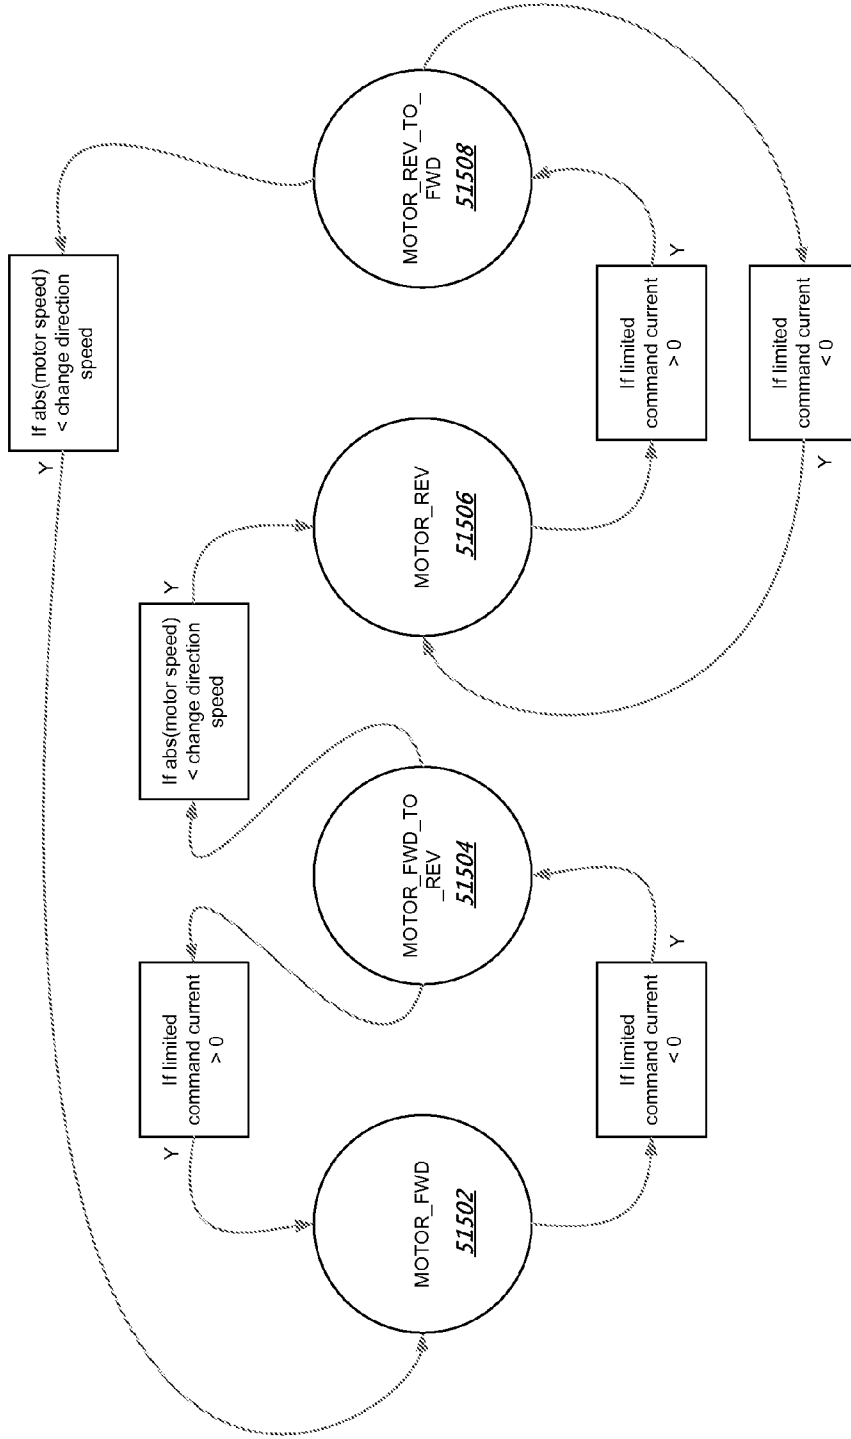 If abs(motor speed)
< change direction
speed
Y
If limited
command current
> 0
Y
If abs(motor speed)
< change direction
speed
Y
MOTOR_FWD
51502
MOTOR_FWD_TO
_REV
51504
MOTOR_REV
51506
MOTOR_REV_TO_
FWD
51508
If limited
command current
< 0
Y
If limited
command current
> 0
Y
If limited
command current
< 0
Y